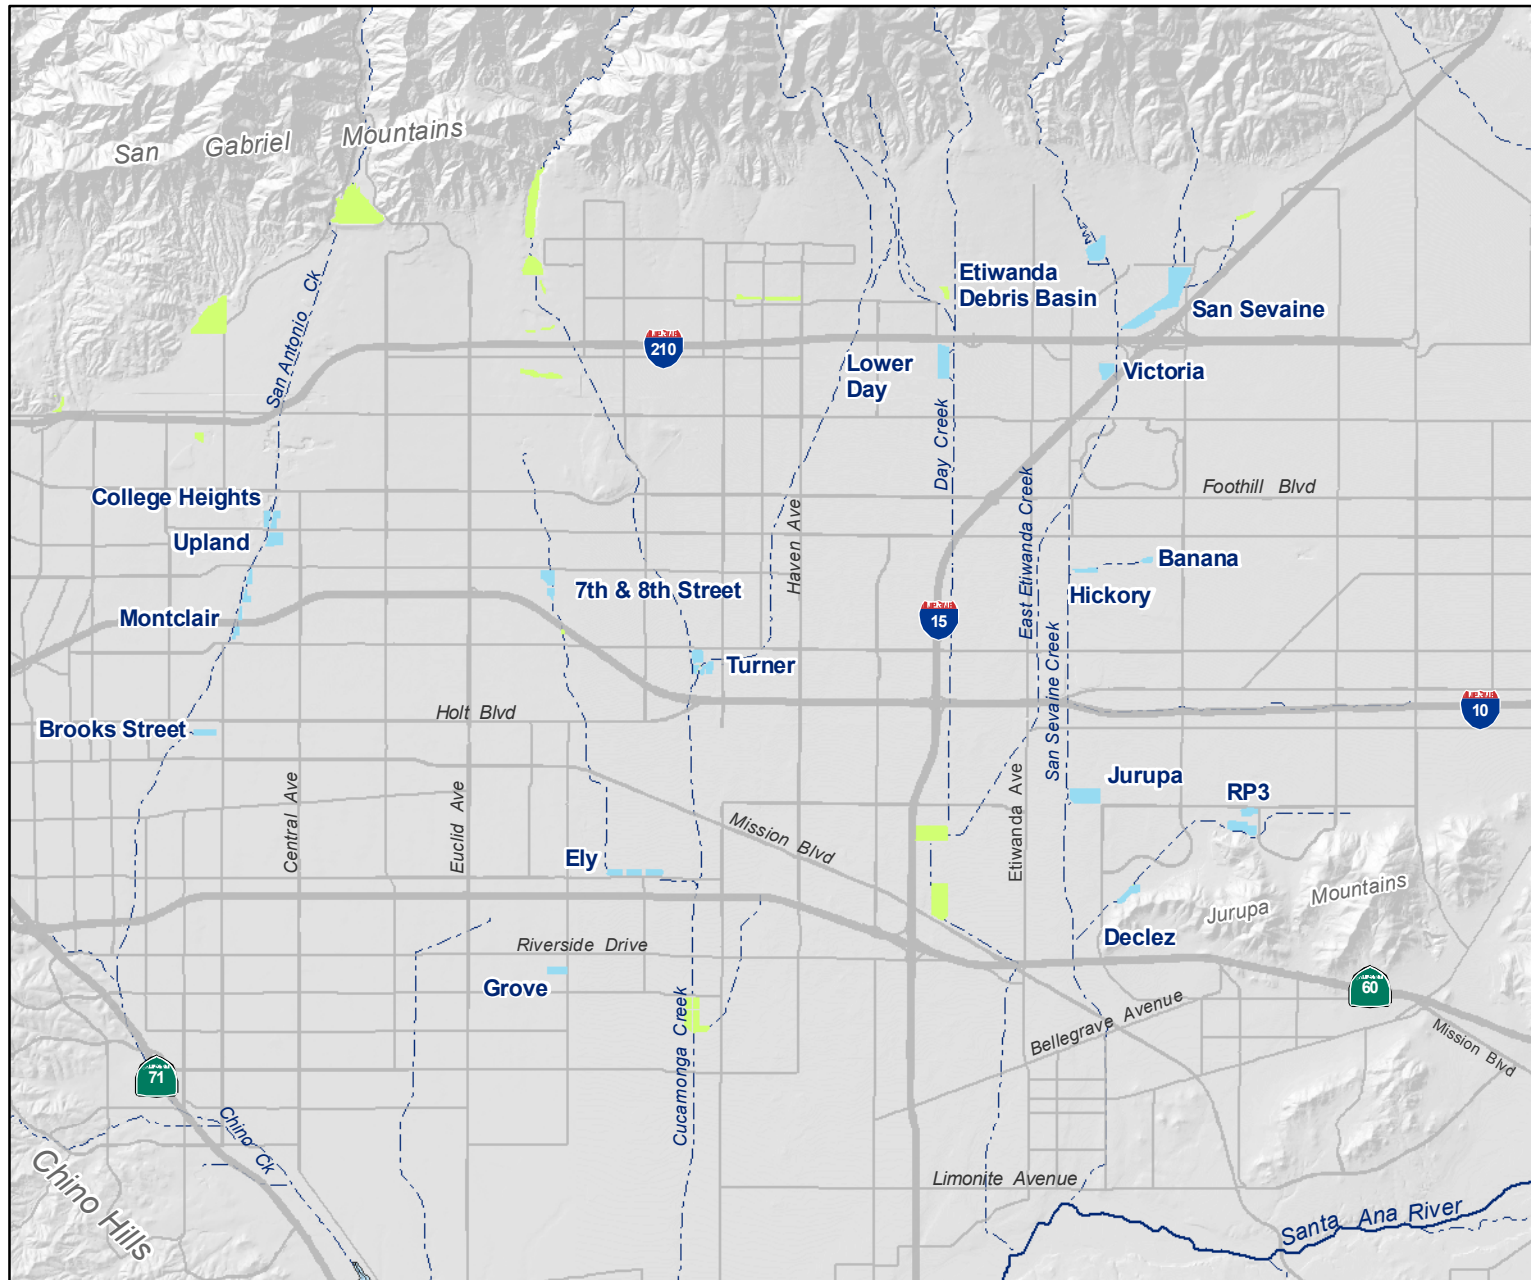 San Gabriel Mountains
San Antonio Ck
Etiwanda
Debris Basin
San Sevaine
210
Lower
Day
Victoria
Day Creek
East Etiwanda Creek
Foothill Blvd
College Heights
Upland
Haven Ave
Banana
7th & 8th Street
Hickory
Montclair
15
San Sevaine Creek
Turner
Holt Blvd
10
Brooks Street
Central Ave
Euclid Ave
Etiwanda Ave
Jurupa
RP3
Mission Blvd
Ely
Jurupa Mountains
Declez
Riverside Drive
Grove
60
Cucamonga Creek
Bellegrave Avenue
Mission Blvd
71
Chino Ck
Chino Hills
Limonite Avenue
Santa Ana River